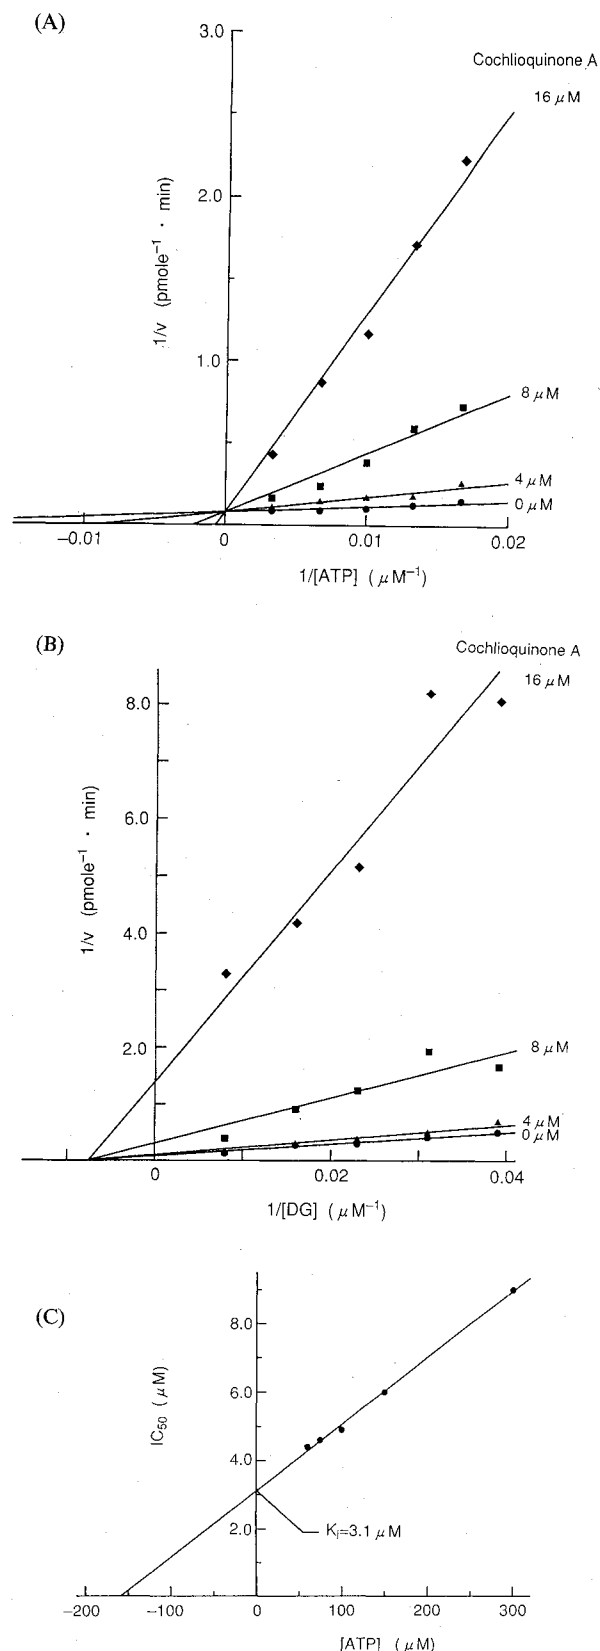 (A)
3.0
Cochlioquinone A
16 μM
2.0
1/v (pmole⁻¹ · min)
1.0
8 μM
4 μM
0 μM
−0.01
0
0.01
0.02
1/[ATP] ( μM⁻¹)
(B)
Cochlioquinone A
16 μM
8.0
6.0
1/v (pmole⁻¹ · min)
4.0
2.0
8 μM
4 μM
0 μM
0
0.02
0.04
1/[DG] ( μM⁻¹)
(C)
8.0
IC₅₀ ( μM)
6.0
4.0
2.0
Kᵢ=3.1 μM
−200
−100
0
100
200
300
[ATP] ( μM)